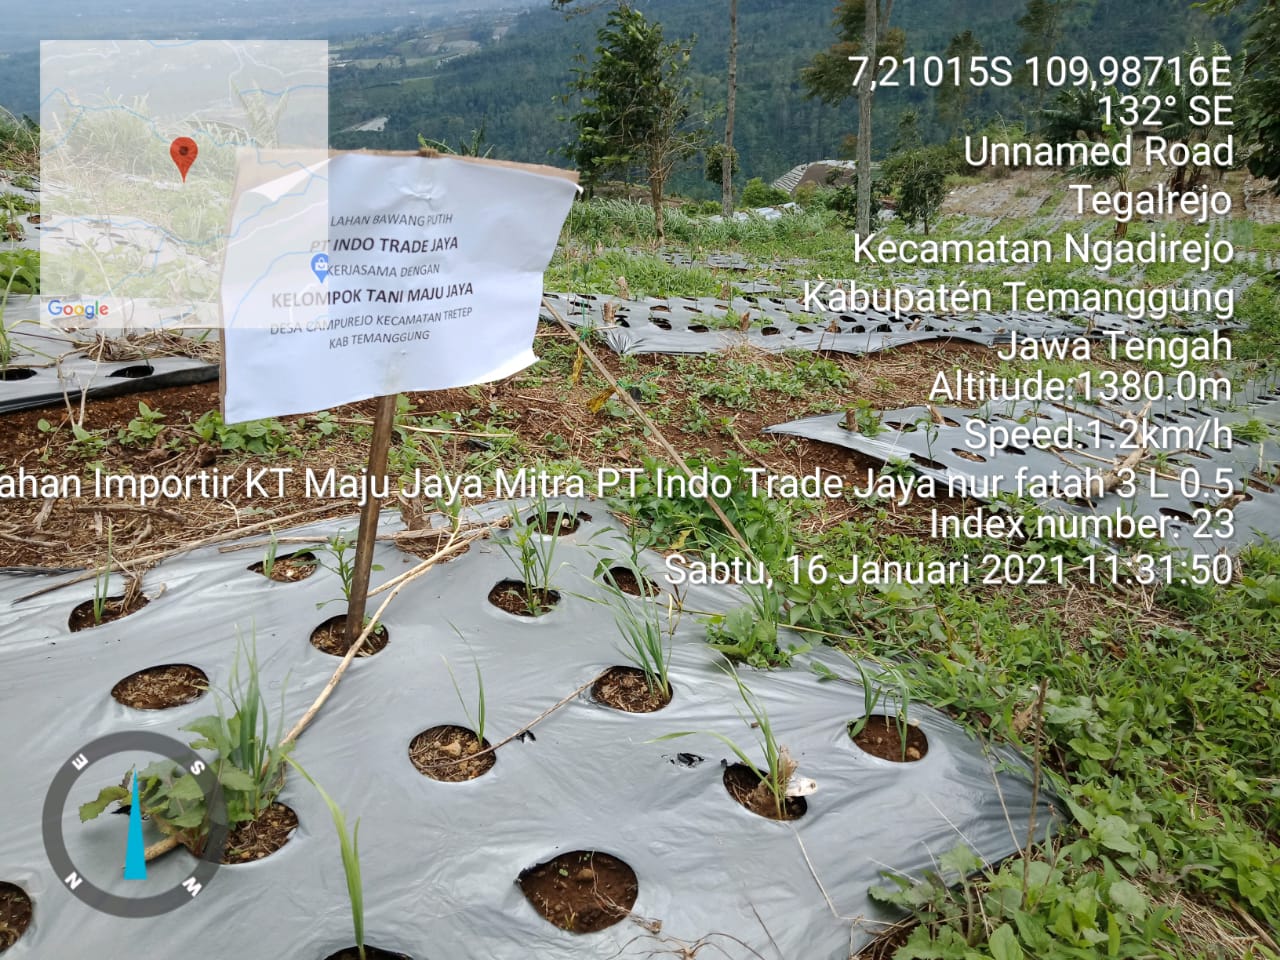 7,21015S 109,98716E
132° SE
Unnamed Road
Tegalrejo
Kecamatan Ngadirejo
Kabupatén Temanggung
Jawa Tengah
Altitude:1380.0m
Speed:1.2km/h
ahan Importir KT Maju Jaya Mitra PT Indo Trade Jaya nur fatah 3 L 0.5
Index number: 23
Sabtu, 16 Januari 2021 11:31:50
LAHAN BAWANG PUTIH
PT INDO TRADE JAYA
KERJASAMA DENGAN
KELOMPOK TANI MAJU JAYA
DESA CAMPUREJO KECAMATAN TRETEP
KAB TEMANGGUNG
Google
E
S
N
W